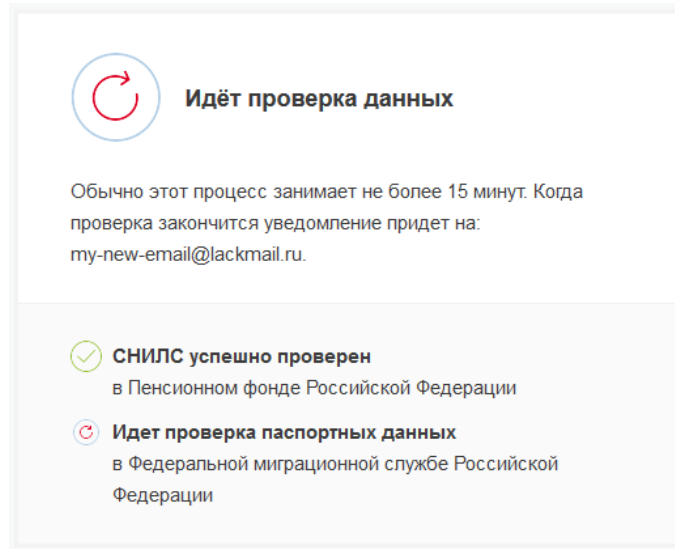 Идёт проверка данных
Обычно этот процесс занимает не более 15 минут. Когда
проверка закончится уведомление придет на:
my-new-email@lackmail.ru.
СНИЛС успешно проверен
в Пенсионном фонде Российской Федерации
Идет проверка паспортных данных
в Федеральной миграционной службе Российской
Федерации